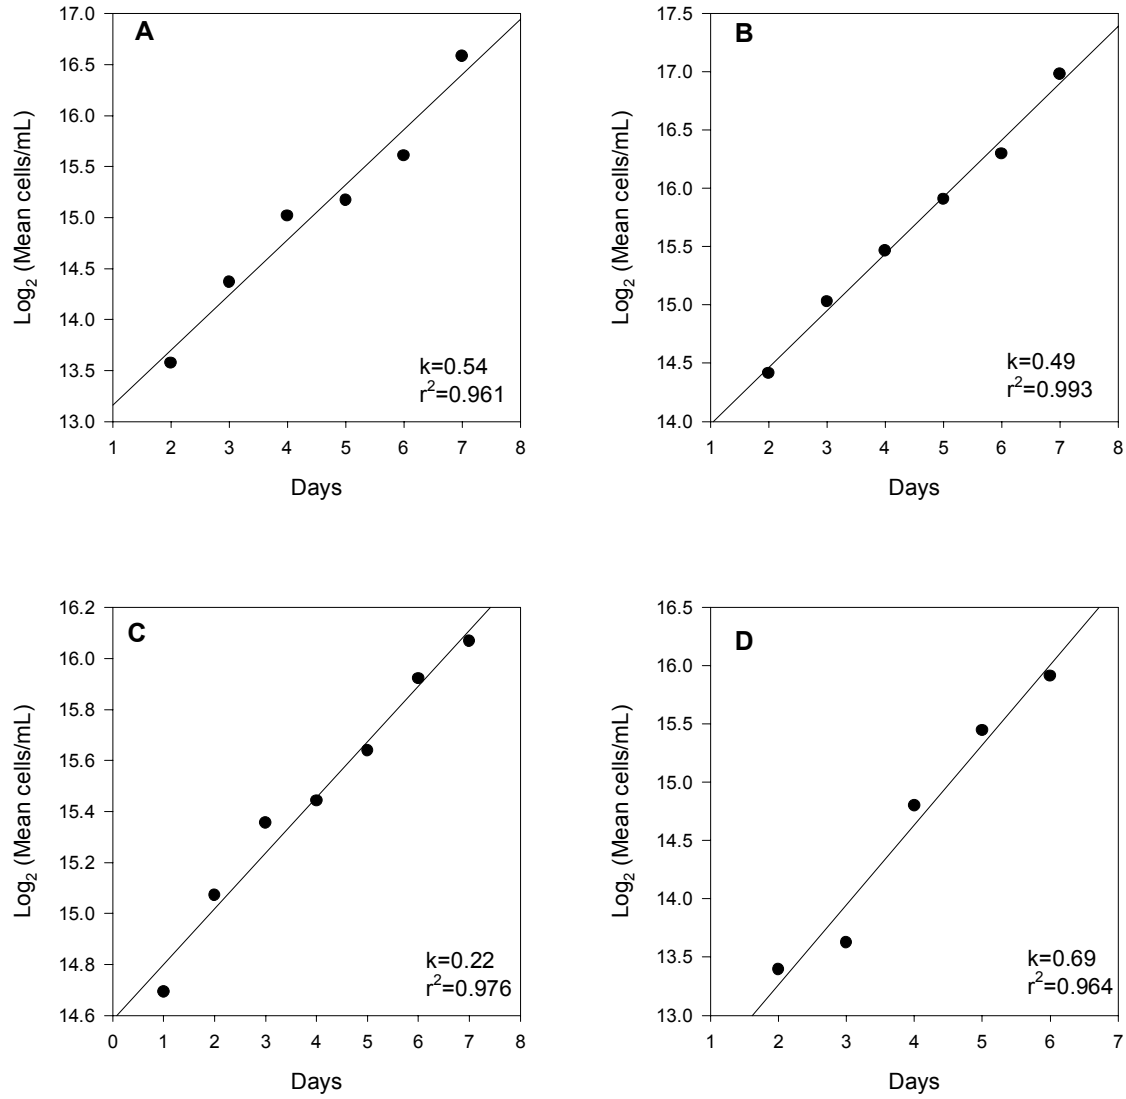 A
Log2 (Mean cells/mL)
17.0
16.5
16.0
15.5
15.0
14.5
14.0
13.5
13.0
k=0.54
r2=0.961
1 2 3 4 5 6 7 8
Days
B
Log2 (Mean cells/mL)
17.5
17.0
16.5
16.0
15.5
15.0
14.5
14.0
k=0.49
r2=0.993
1 2 3 4 5 6 7 8
Days
C
Log2 (Mean cells/mL)
16.2
16.0
15.8
15.6
15.4
15.2
15.0
14.8
14.6
k=0.22
r2=0.976
0 1 2 3 4 5 6 7 8
Days
D
Log2 (Mean cells/mL)
16.5
16.0
15.5
15.0
14.5
14.0
13.5
13.0
k=0.69
r2=0.964
1 2 3 4 5 6 7
Days